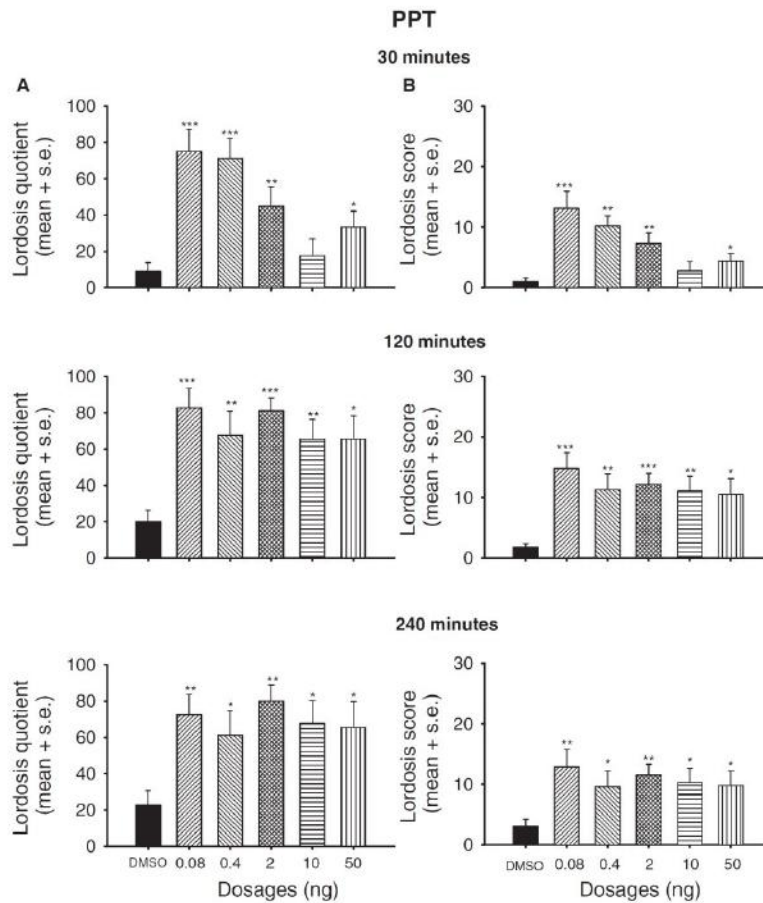 PPT
30 minutes
A
B
Lordosis quotient
(mean + s.e.)
100
80
60
40
20
0
***
***
**
*
Lordosis score
(mean + s.e.)
30
20
10
0
***
**
**
*
120 minutes
Lordosis quotient
(mean + s.e.)
100
80
60
40
20
0
***
**
***
**
*
Lordosis score
(mean + s.e.)
30
20
10
0
***
**
***
**
*
240 minutes
Lordosis quotient
(mean + s.e.)
100
80
60
40
20
0
**
*
**
*
*
DMSO 0.08 0.4 2 10 50
Dosages (ng)
Lordosis score
(mean + s.e.)
30
20
10
0
**
*
**
*
*
DMSO 0.08 0.4 2 10 50
Dosages (ng)